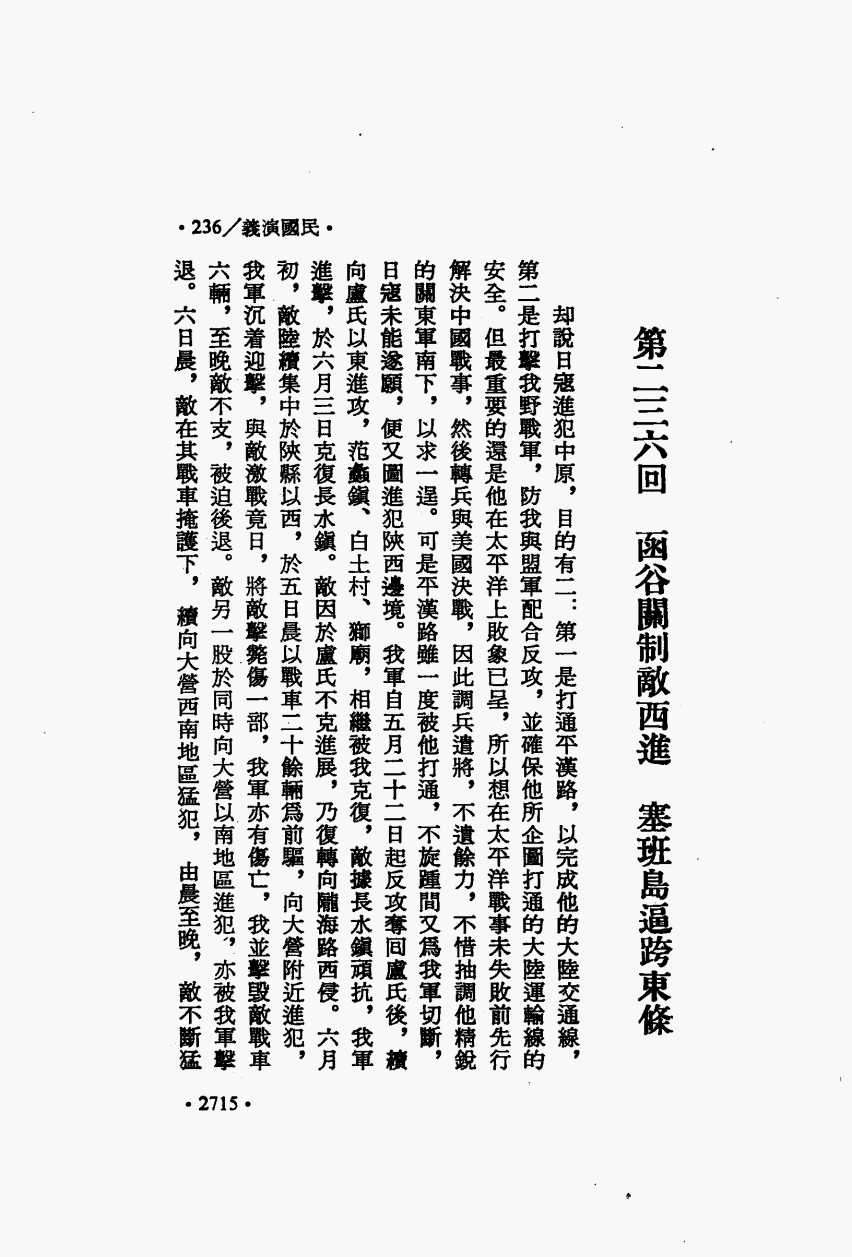 •236／義演國民•
第二三六回　函谷關制敵西進　塞班島逼跨東條
却說日寇進犯中原，目的有二：第一是打通平漢路，以完成他的大陸交通線，
第二是打擊我野戰軍，防我與盟軍配合反攻，並確保他所企圖打通的大陸運輸線的
安全。但最重要的還是他在太平洋上敗象已呈，所以想在太平洋戰事未失敗前先行
解決中國戰事，然後轉兵與美國決戰，因此調兵遣將，不遺餘力，不惜抽調他精銳
的關東軍南下，以求一逞。可是平漢路雖一度被他打通，不旋踵間又爲我軍切斷，
日寇未能遂願，便又圖進犯陝西邊境。我軍自五月二十二日起反攻奪回盧氏後，續
向盧氏以東進攻，范蠡鎭、白土村、獅廟，相繼被我克復，敵據長水鎭頑抗，我軍
進擊，於六月三日克復長水鎭。敵因於盧氏不克進展，乃復轉向隴海路西侵。六月
初，敵陸續集中於陝縣以西，於五日晨以戰車二十餘輛爲前驅，向大營附近進犯，
我軍沉着迎擊，與敵激戰竟日，將敵擊斃傷一部，我軍亦有傷亡，我並擊毀敵戰車
六輛，至晚敵不支，被迫後退。敵另一股於同時向大營以南地區進犯，亦被我軍擊
退。六日晨，敵在其戰車掩護下，續向大營西南地區猛犯，由晨至晚，敵不斷猛
•2715•